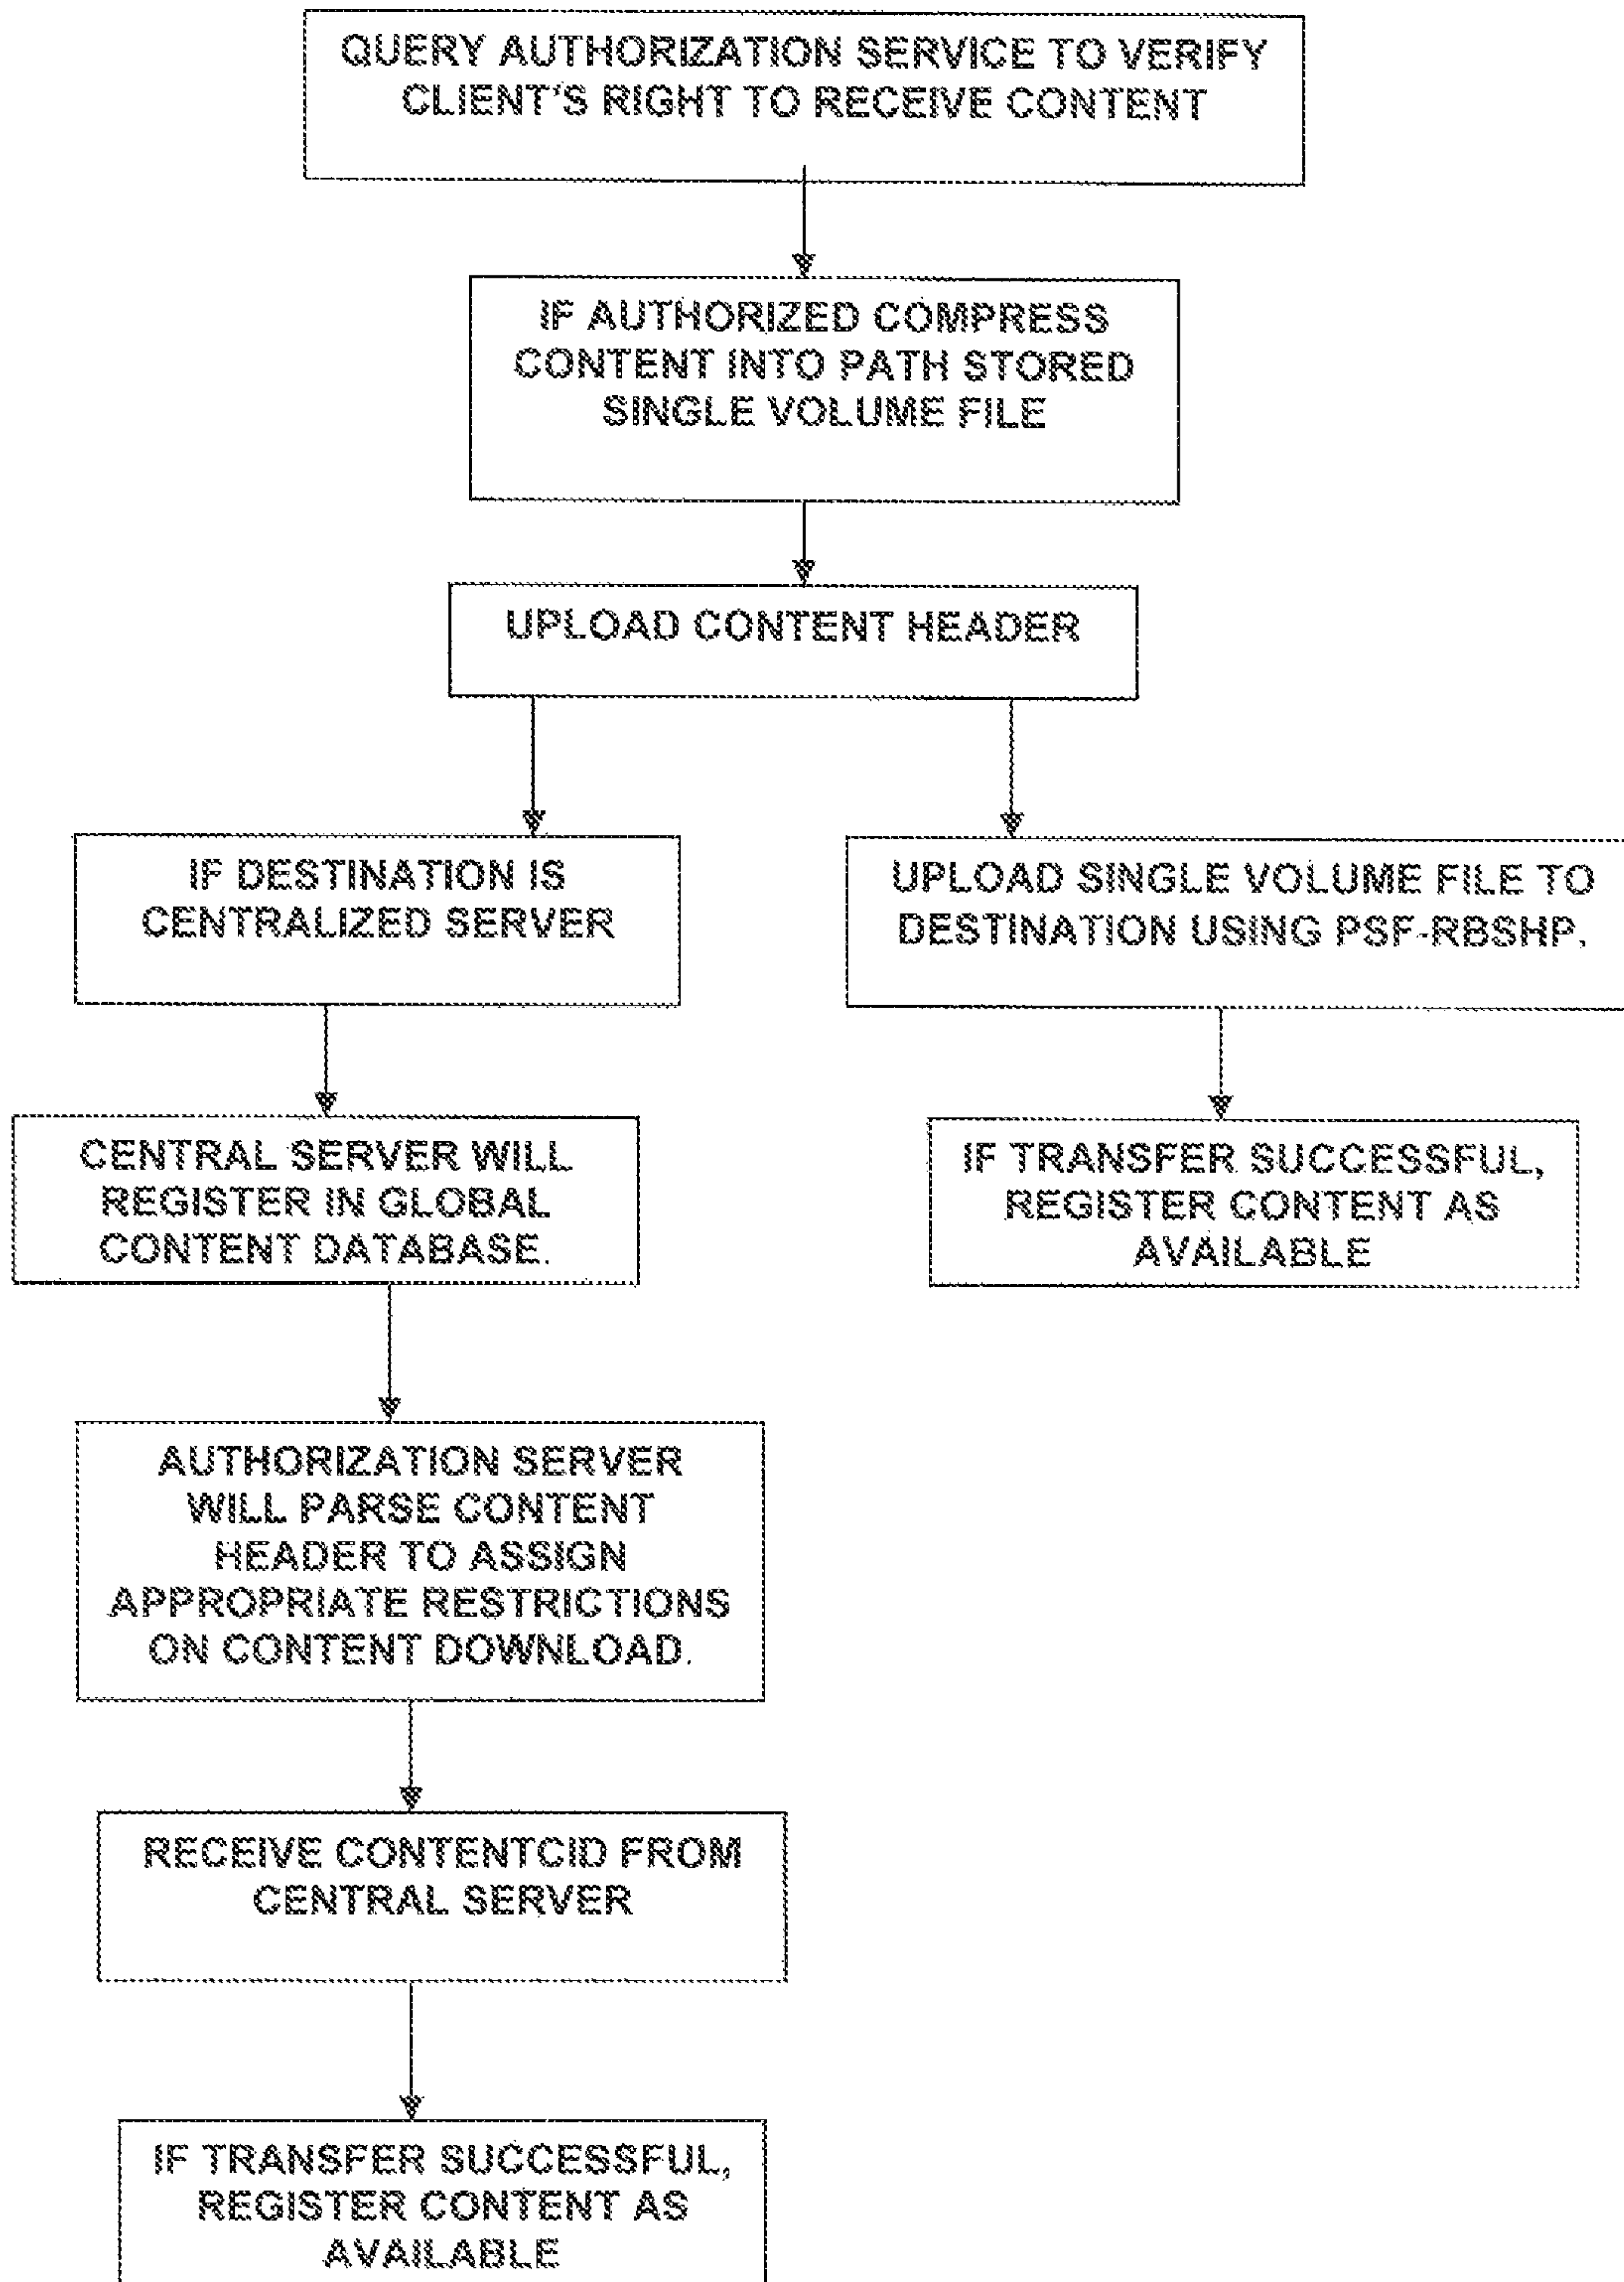 QUERY AUTHORIZATION SERVICE TO VERIFY
CLIENT'S RIGHT TO RECEIVE CONTENT
IF AUTHORIZED COMPRESS
CONTENT INTO PATH STORED
SINGLE VOLUME FILE
UPLOAD CONTENT HEADER
IF DESTINATION IS
CENTRALIZED SERVER
UPLOAD SINGLE VOLUME FILE TO
DESTINATION USING PSF-RBSHP.
CENTRAL SERVER WILL
REGISTER IN GLOBAL
CONTENT DATABASE.
IF TRANSFER SUCCESSFUL,
REGISTER CONTENT AS
AVAILABLE
AUTHORIZATION SERVER
WILL PARSE CONTENT
HEADER TO ASSIGN
APPROPRIATE RESTRICTIONS
ON CONTENT DOWNLOAD.
RECEIVE CONTENTCID FROM
CENTRAL SERVER
IF TRANSFER SUCCESSFUL,
REGISTER CONTENT AS
AVAILABLE